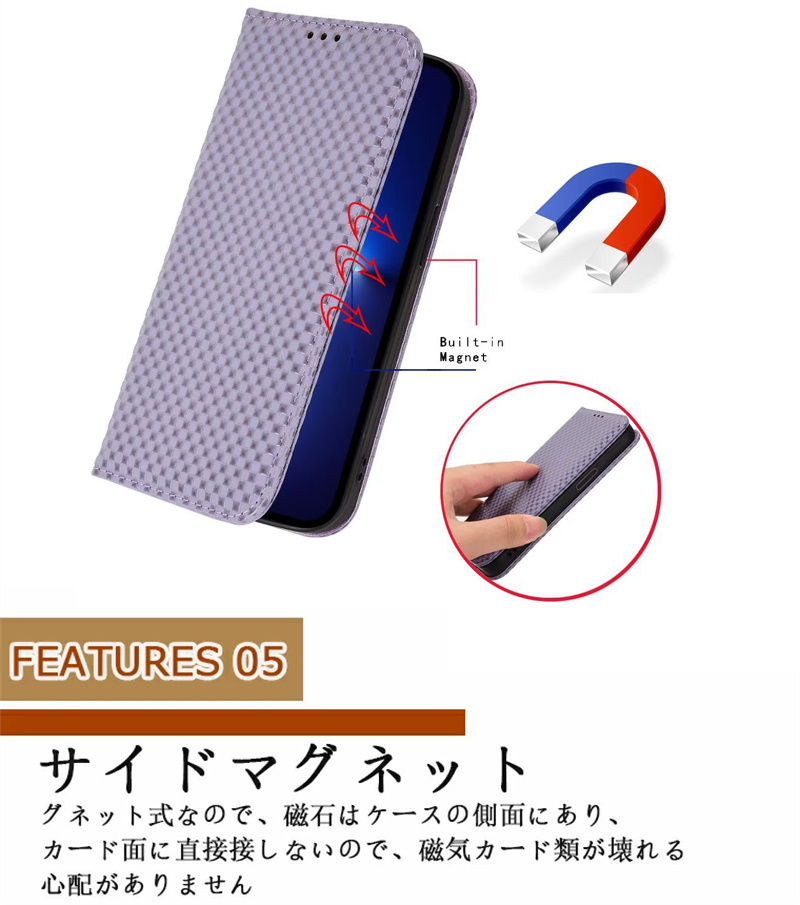 Built-in
Magnet
FEATURES 05
サイドマグネット
グネット式なので、磁石はケースの側面にあり、
カード面に直接接しないので、磁気カード類が壊れる
心配がありません